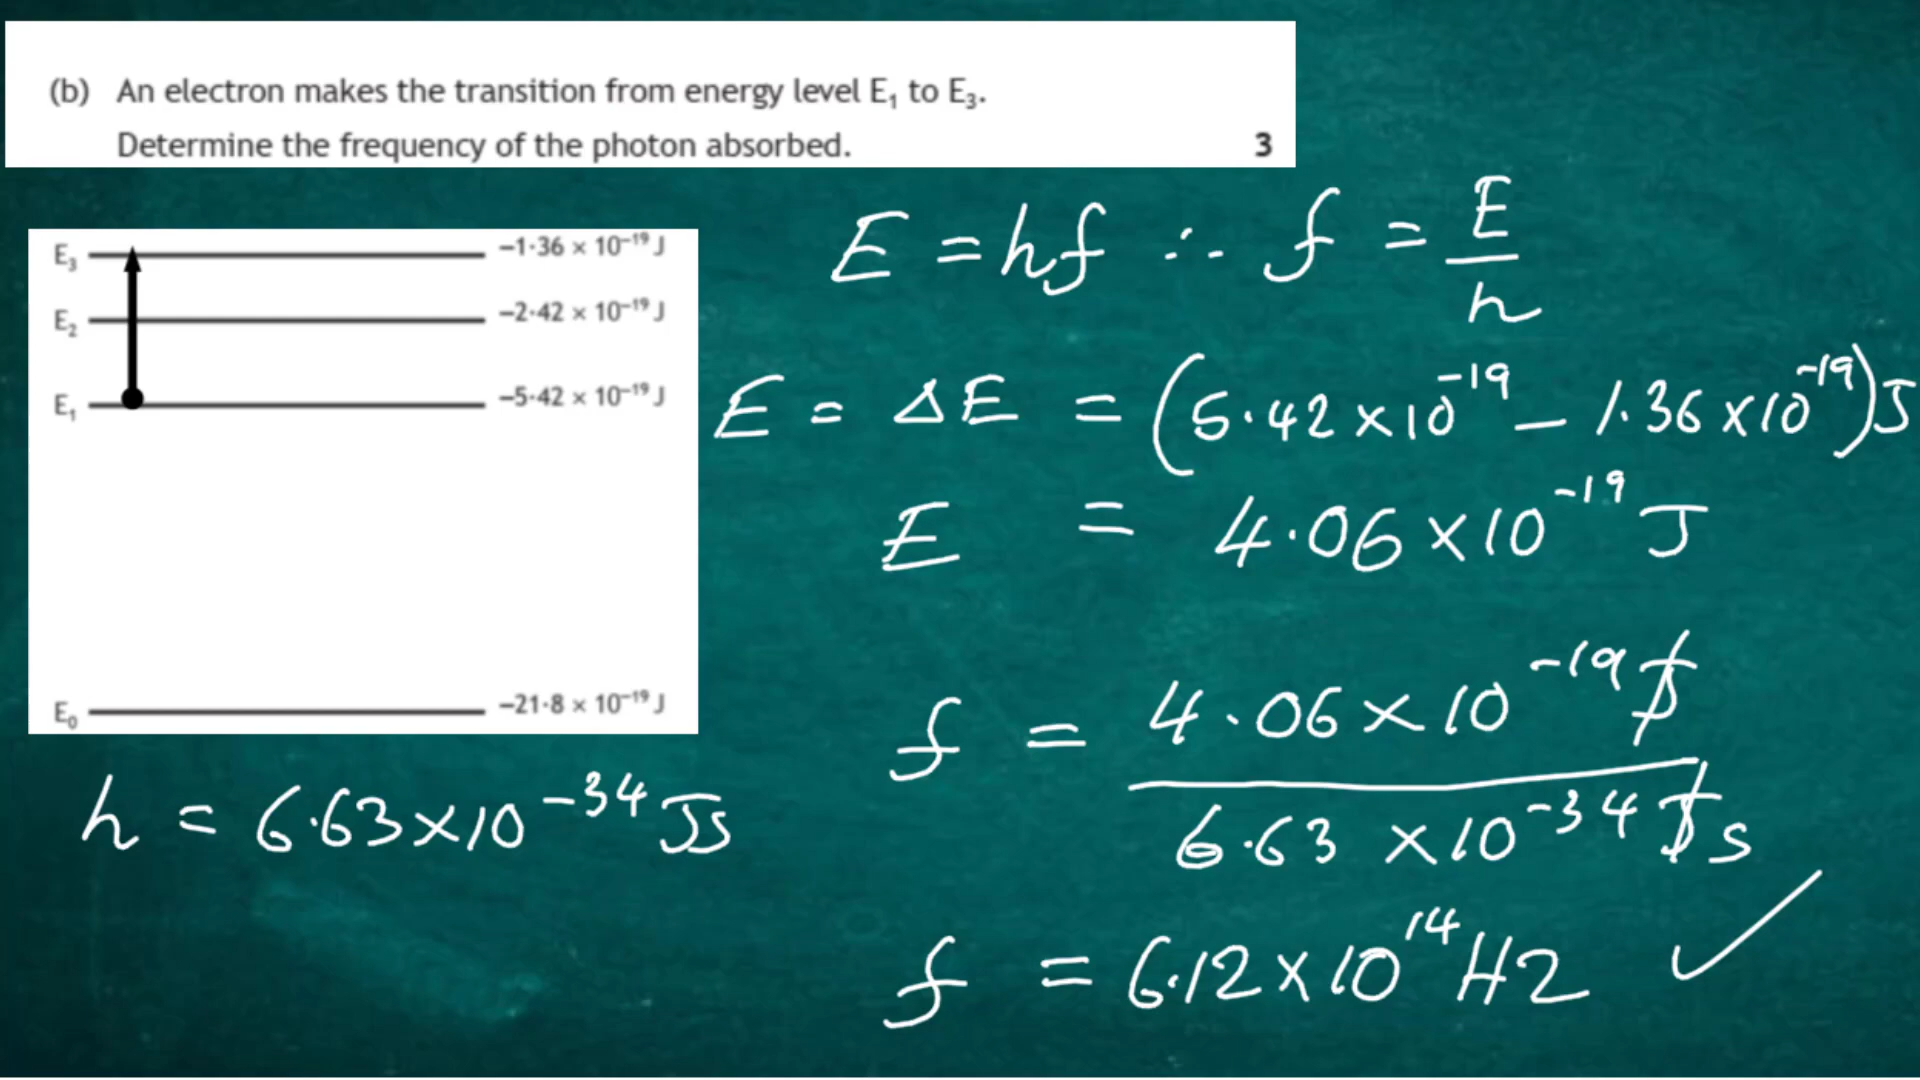 (b) An electron makes the transition from energy level E₁ to E₃.
Determine the frequency of the photon absorbed. 3
E₃ −1·36 × 10⁻¹⁹ J
E₂ −2·42 × 10⁻¹⁹ J
E₁ −5·42 × 10⁻¹⁹ J
E₀ −21·8 × 10⁻¹⁹ J
h = 6.63×10⁻³⁴ Js
E = hf ∴ f = E/h
E = ΔE = (5.42×10⁻¹⁹ − 1.36×10⁻¹⁹)J
E = 4.06×10⁻¹⁹ J
f = 4.06×10⁻¹⁹ J
6.63×10⁻³⁴ Js
f = 6.12×10¹⁴ Hz ✓